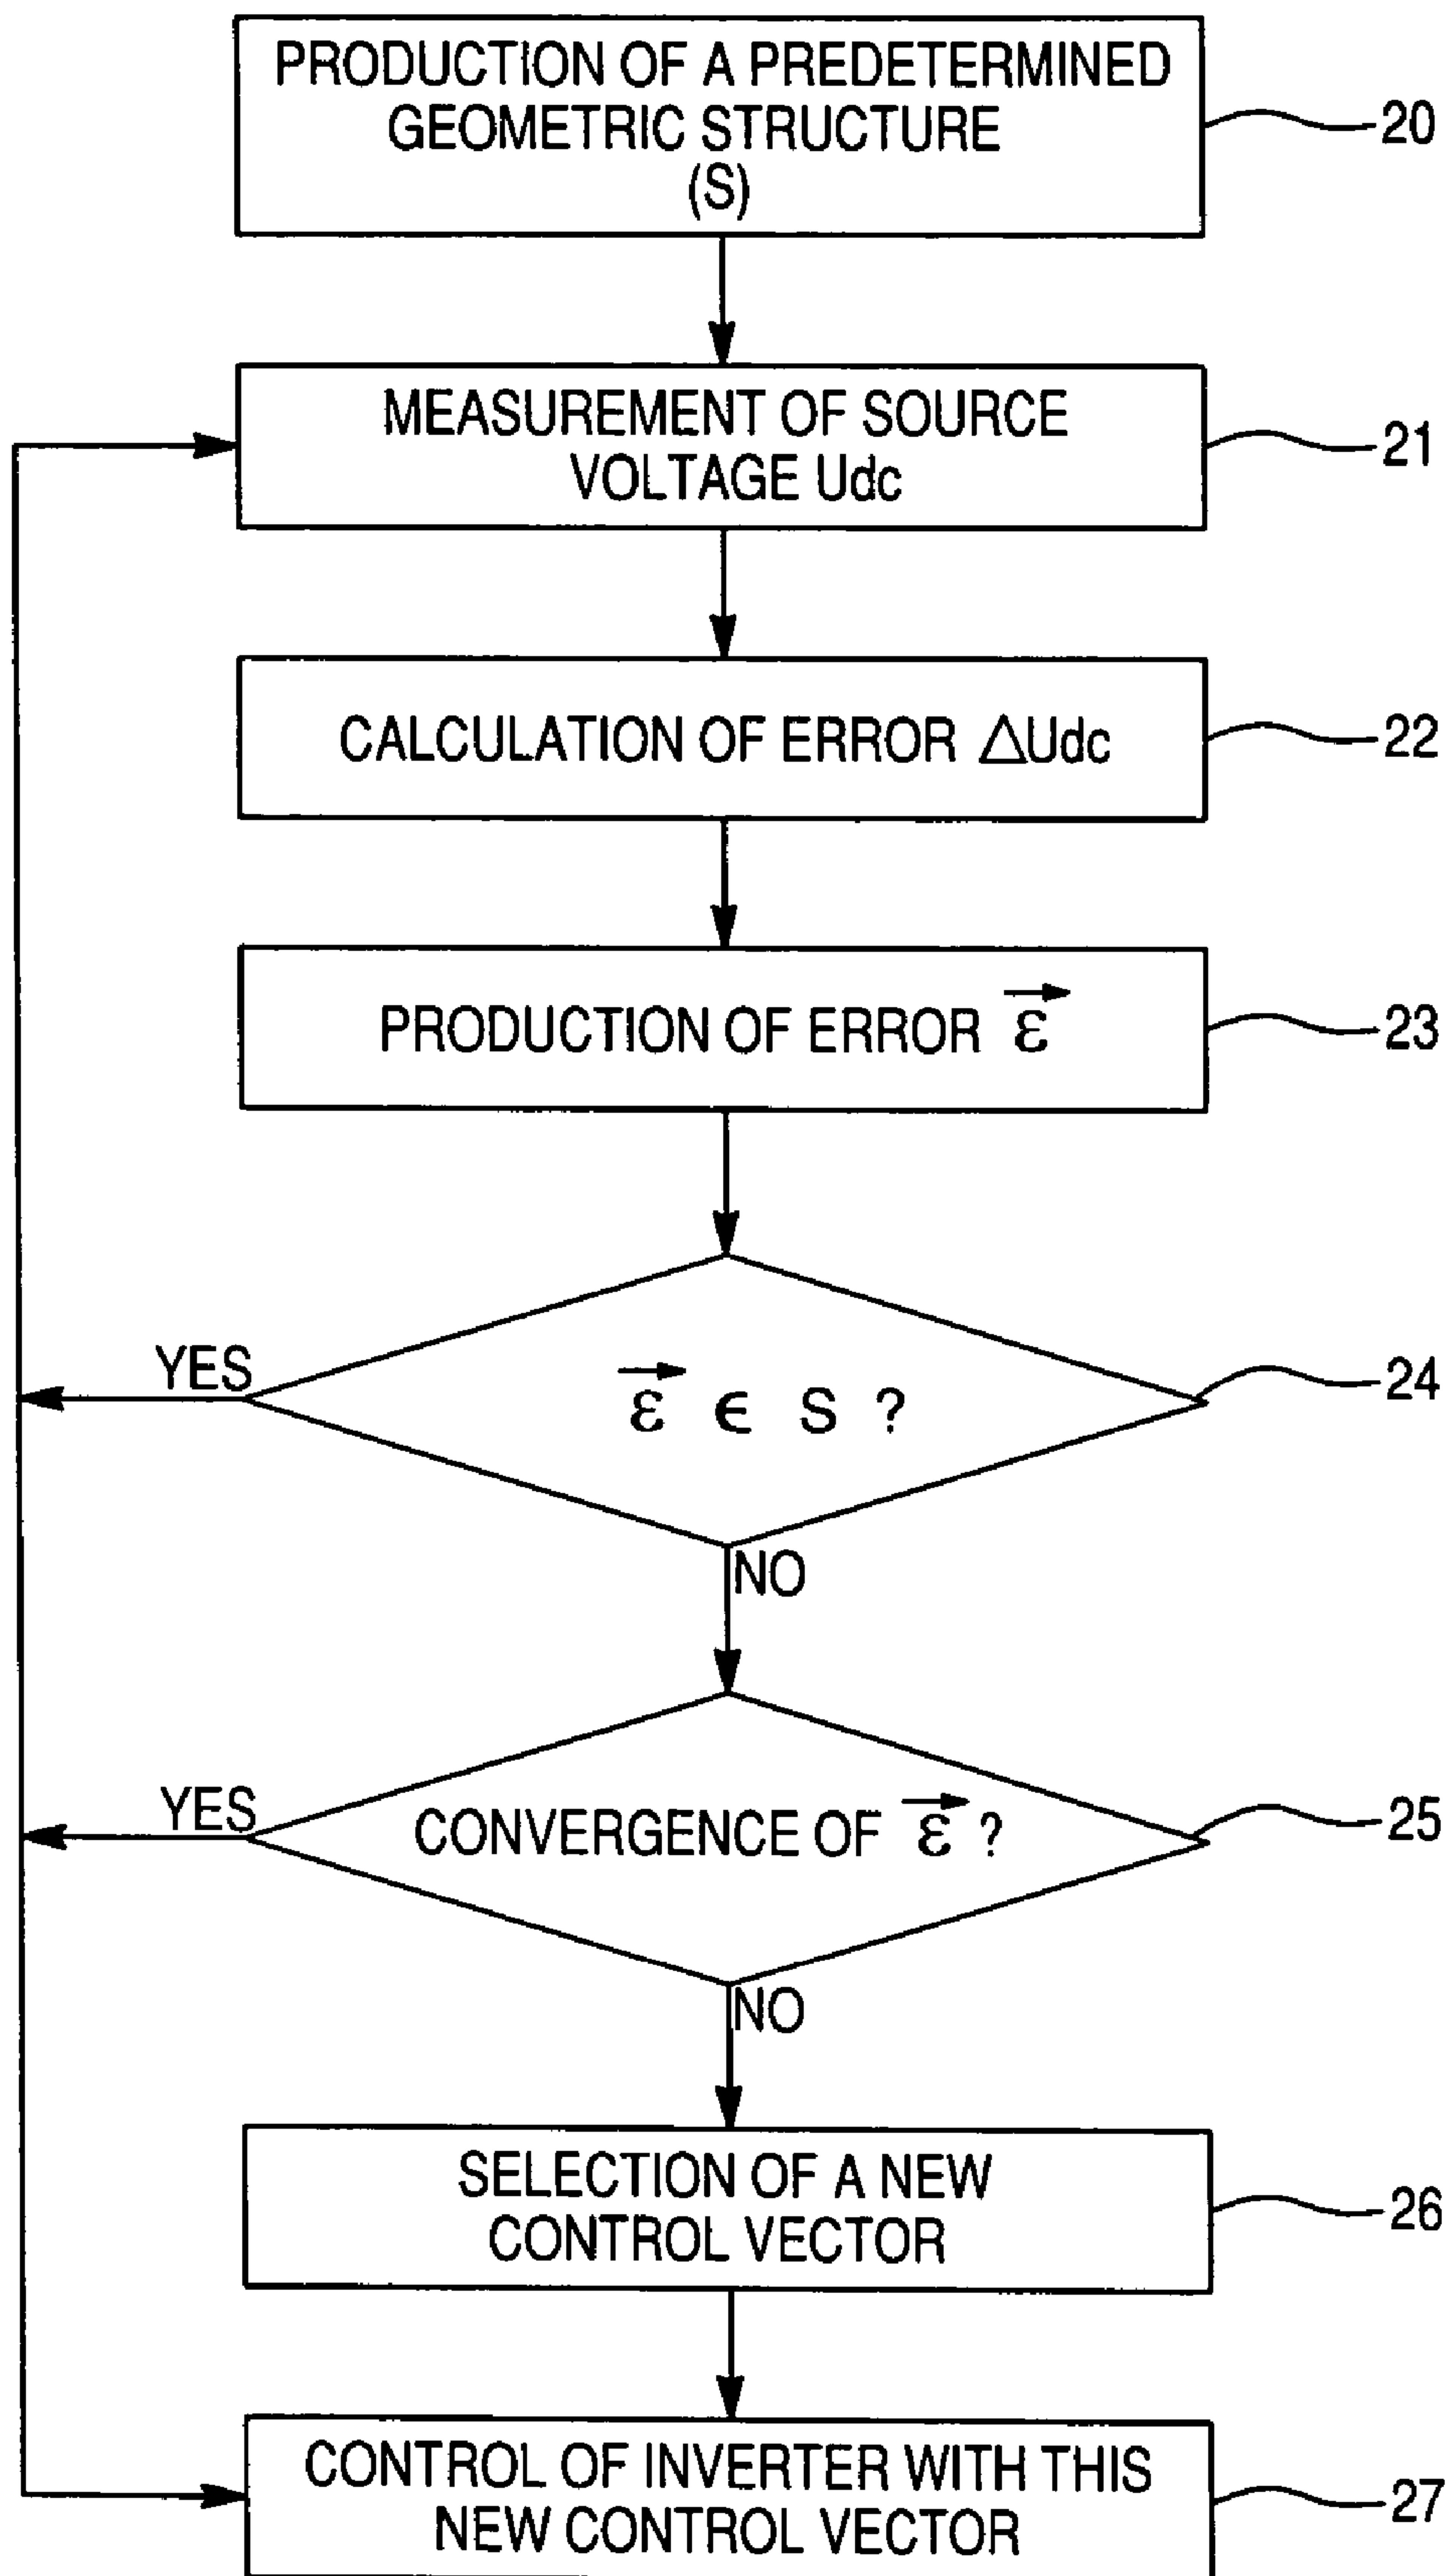 PRODUCTION OF A PREDETERMINED
GEOMETRIC STRUCTURE
(S)
20
MEASUREMENT OF SOURCE
VOLTAGE Udc
21
CALCULATION OF ERROR △Udc
22
PRODUCTION OF ERROR ε⃗
23
YES
ε⃗ ϵ S ?
24
NO
YES
CONVERGENCE OF ε⃗ ?
25
NO
SELECTION OF A NEW
CONTROL VECTOR
26
CONTROL OF INVERTER WITH THIS
NEW CONTROL VECTOR
27